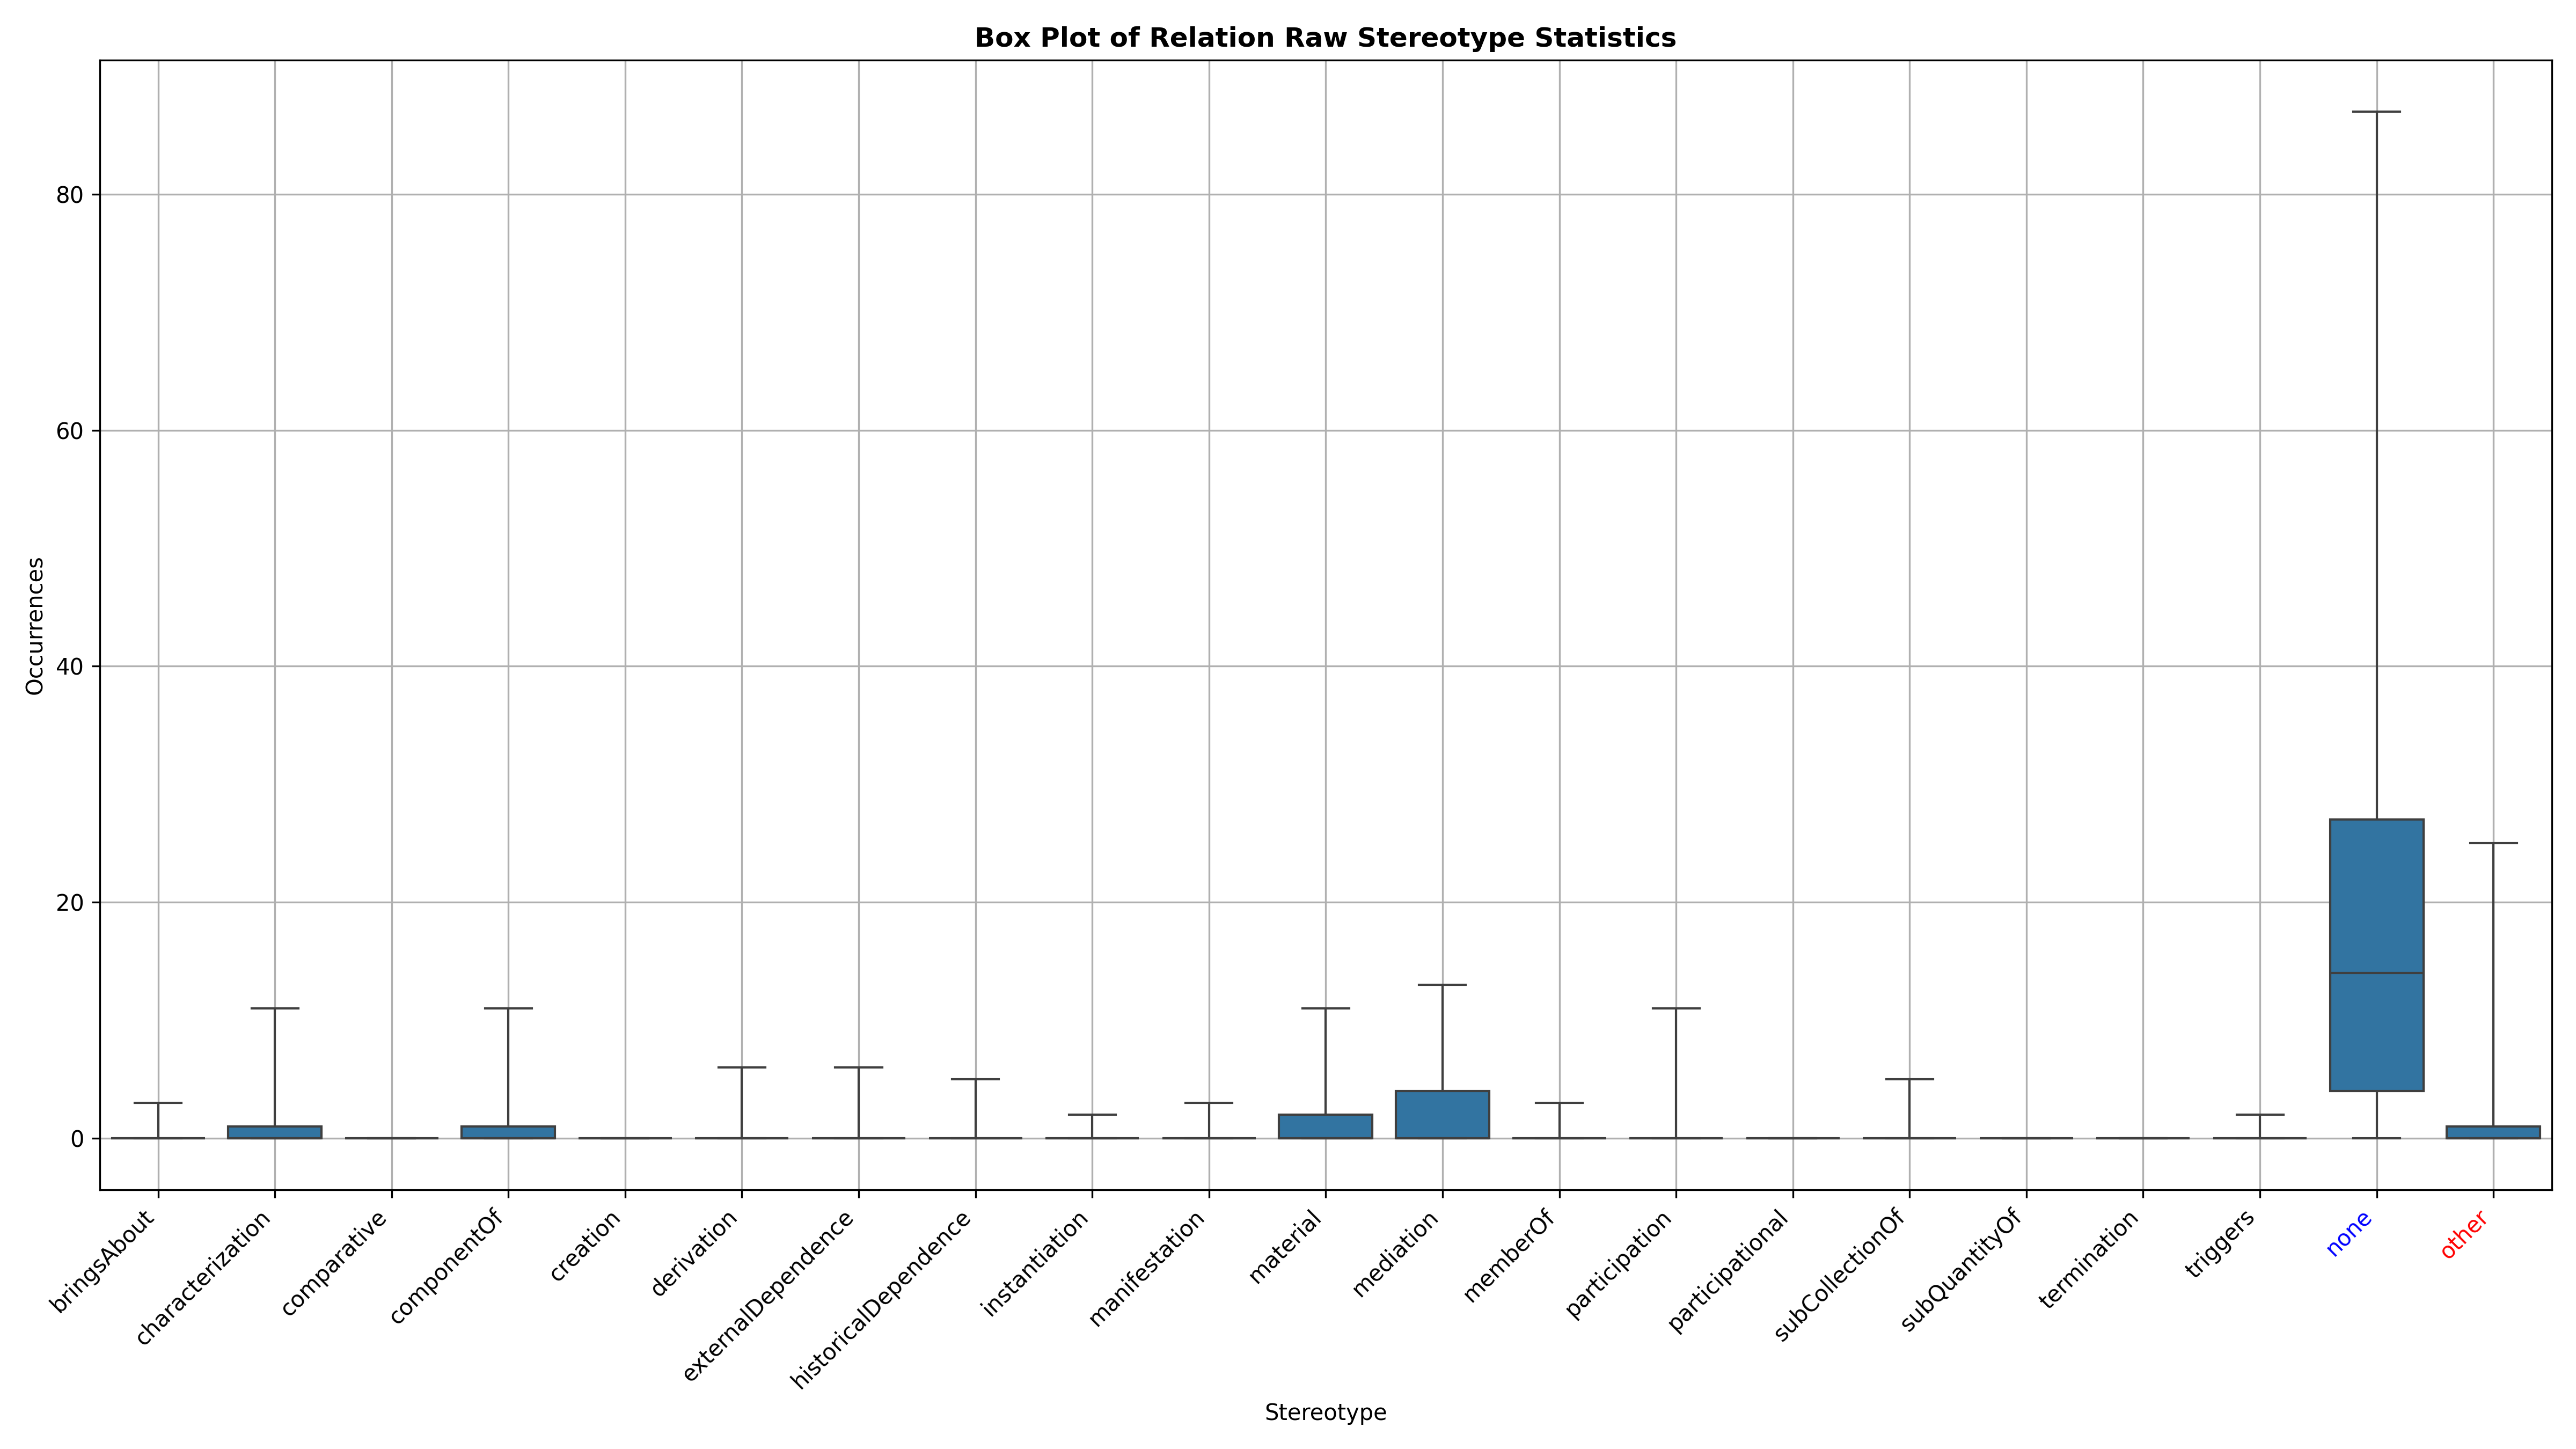 Box Plot of Relation Raw Stereotype Statistics
Occurrences
80
60
40
20
0
bringsAbout
characterization
comparative
componentOf
creation
derivation
externalDependence
historicalDependence
instantiation
manifestation
material
mediation
memberOf
participation
participational
subCollectionOf
subQuantityOf
termination
triggers
none
other
Stereotype